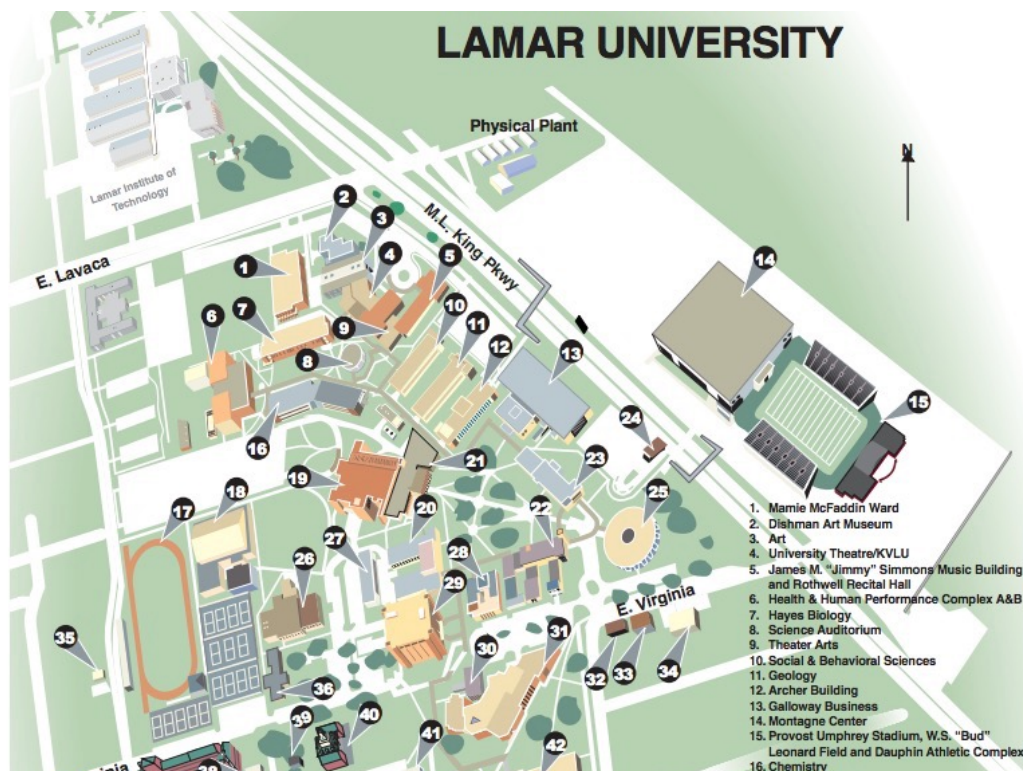 LAMAR UNIVERSITY
Physical Plant
N
Lamar Institute of
Technology
M.L. King Pkwy
E. Lavaca
2
3
1
4
5
14
6
7
9
10
11
8
12
13
15
24
16
19
21
23
17
18
20
22
25
27
28
26
29
E. Virginia
35
30
31
32
33
34
36
39
40
41
42
38
1. Mamie McFaddin Ward
2. Dishman Art Museum
3. Art
4. University Theatre/KVLU
5. James M. "Jimmy" Simmons Music Building
and Rothwell Recital Hall
6. Health & Human Performance Complex A&B
7. Hayes Biology
8. Science Auditorium
9. Theater Arts
10. Social & Behavioral Sciences
11. Geology
12. Archer Building
13. Galloway Business
14. Montagne Center
15. Provost Umphrey Stadium, W.S. "Bud"
Leonard Field and Dauphin Athletic Complex
16. Chemistry